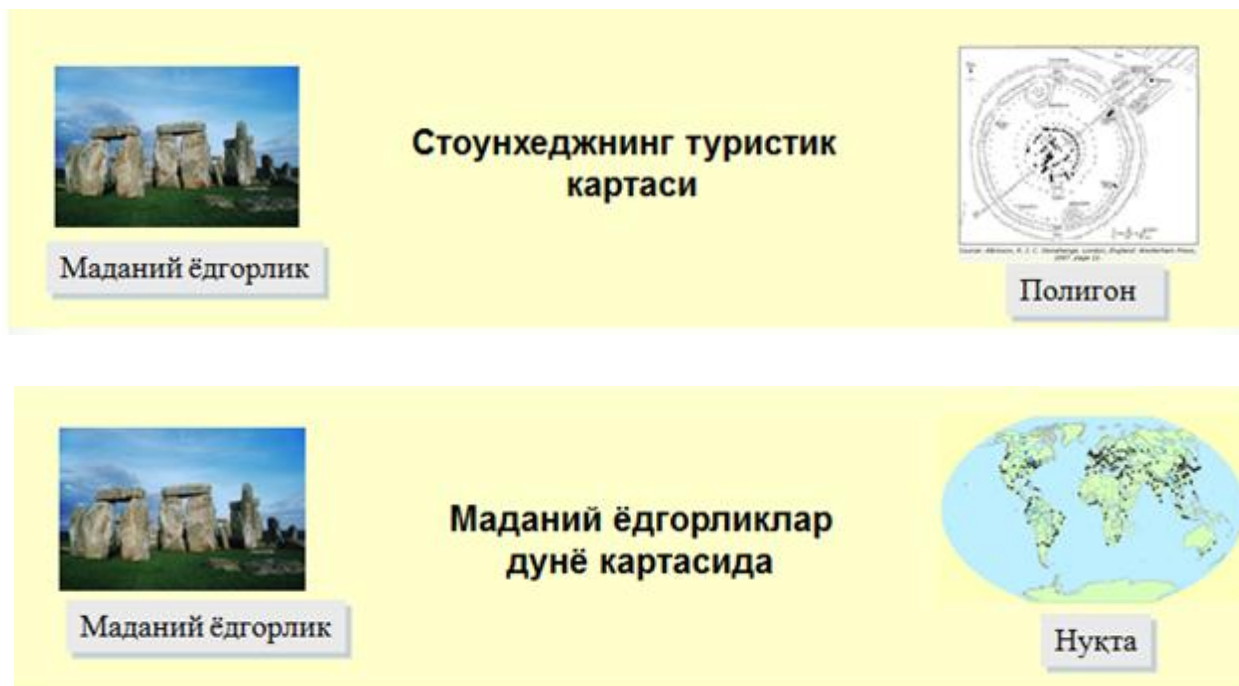 Стоунхеджнинг туристик
картаси
Маданий ёдгорлик
Полигон
Маданий ёдгорликлар
дунё картасида
Маданий ёдгорлик
Нуқта